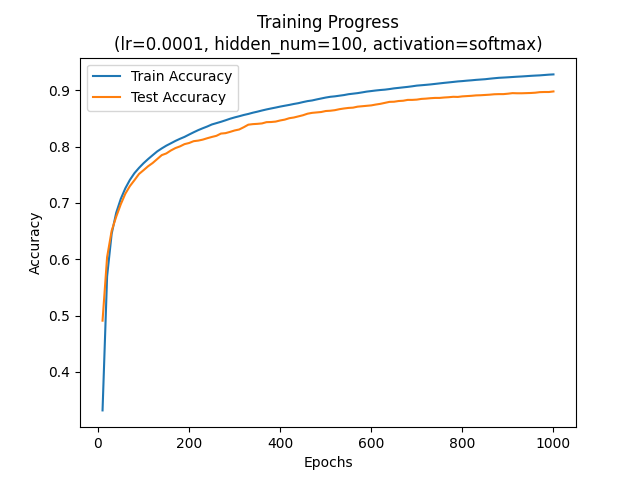 Training Progress
(lr=0.0001, hidden_num=100, activation=softmax)
Train Accuracy
Test Accuracy
0.9
0.8
0.7
0.6
0.5
0.4
Accuracy
0 200 400 600 800 1000
Epochs